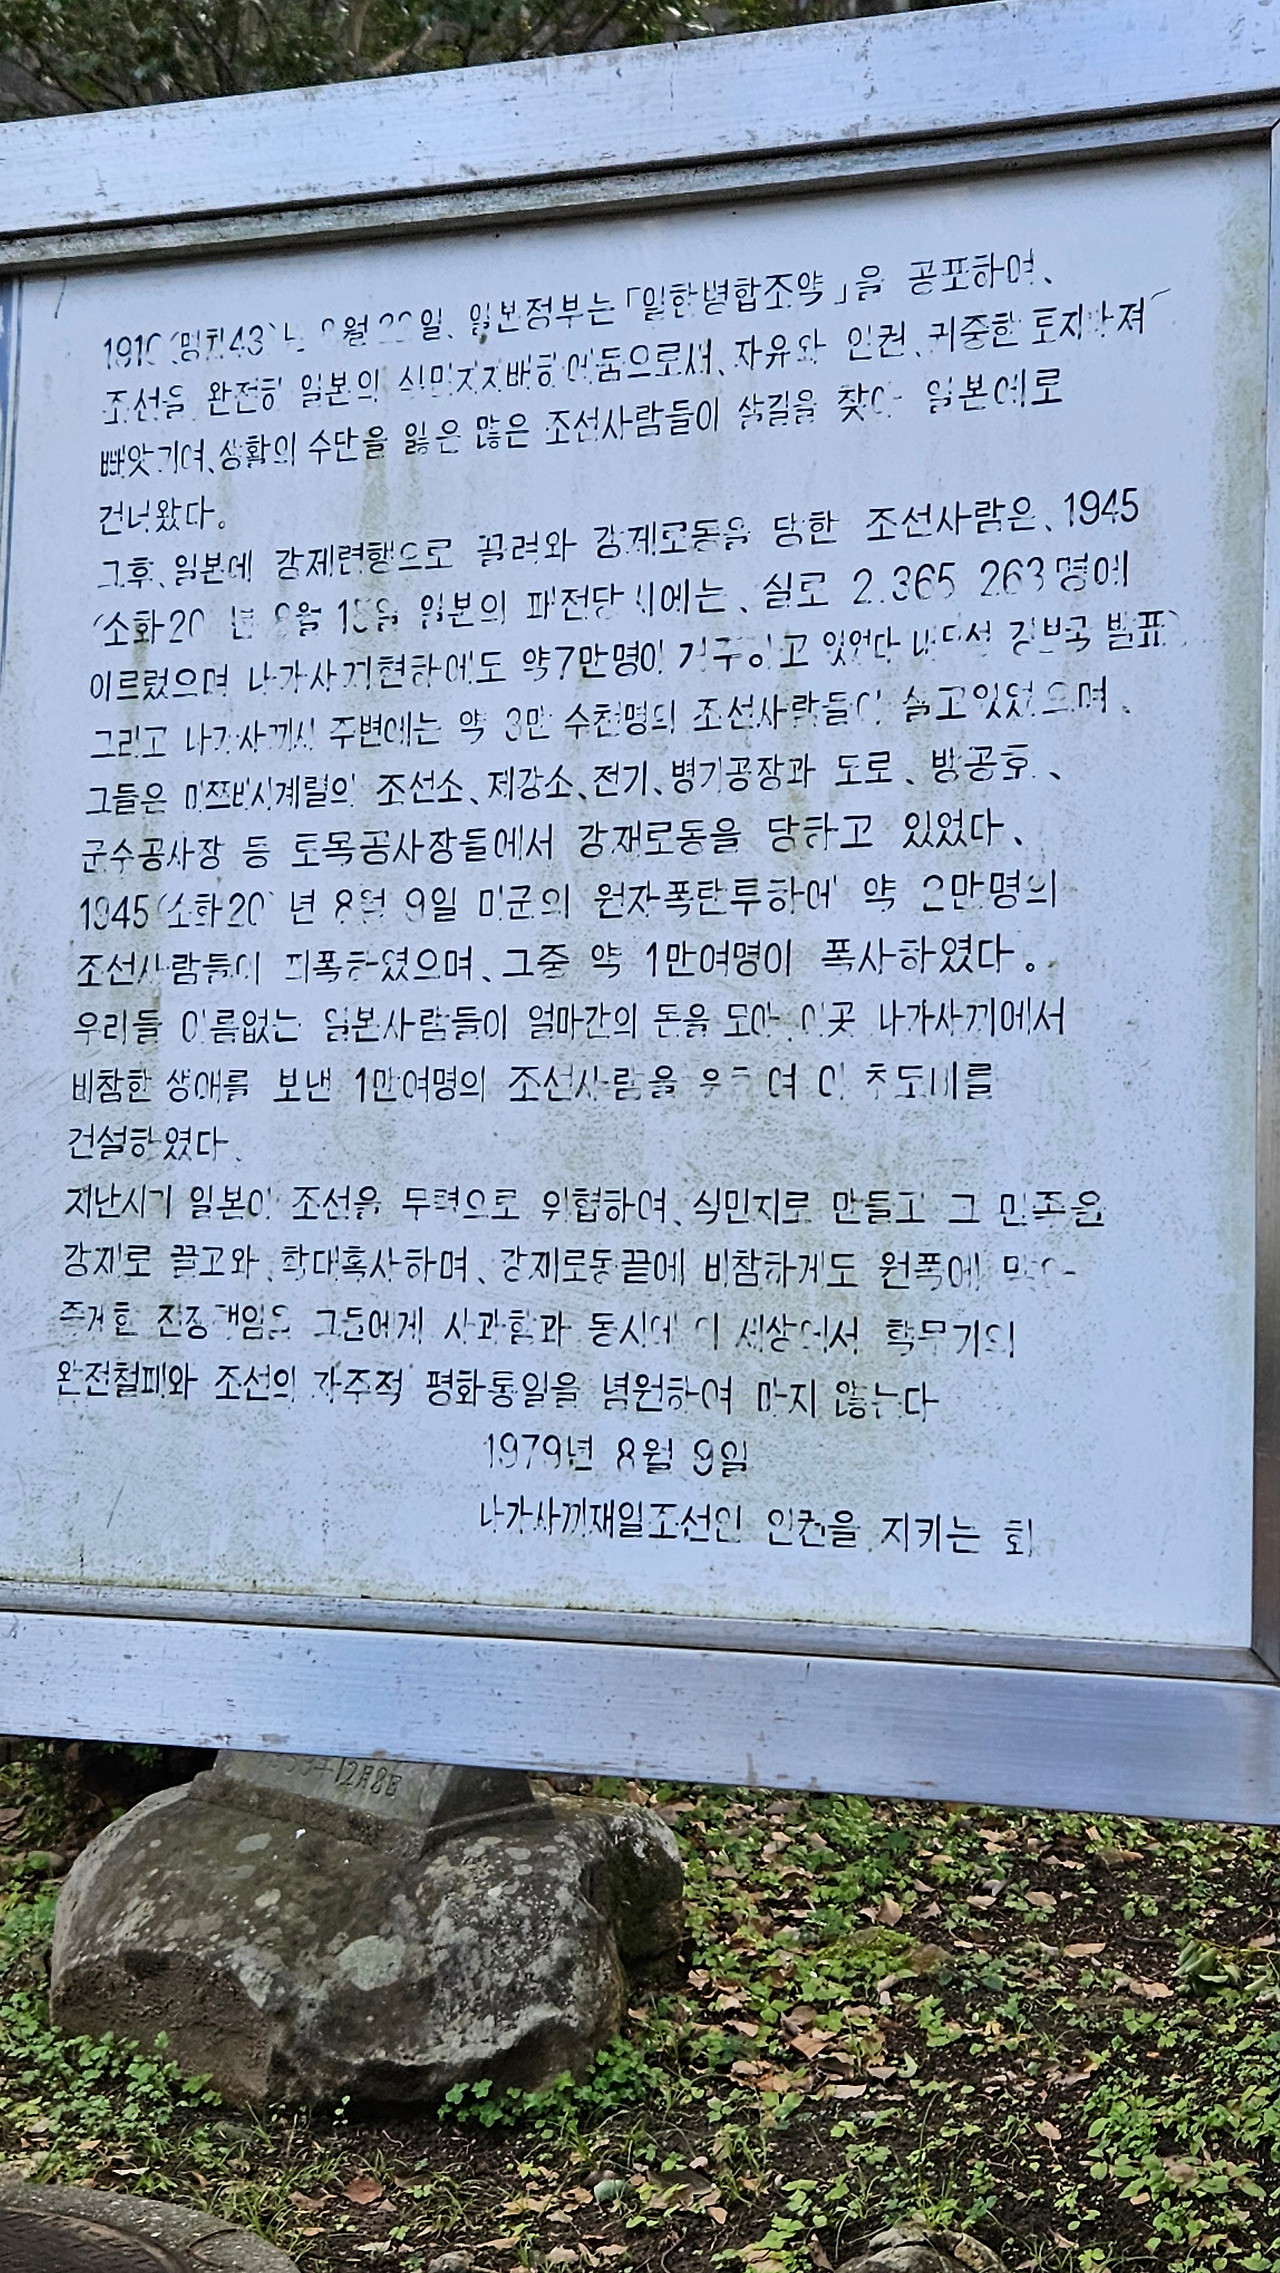 1910(명치43)년 8월 22일、일본정부는「일한병합조약」을 공포하여、
조선을 완전히 일본의 식민지지배하에둠으로서、자유와 인권、귀중한 토지마저
빼앗기여、생활의 수단을 잃은 많은 조선사람들이 살길을 찾아 일본에로
건너왔다。
그후、일본에 강제련행으로 끌려와 강제로동을 당한 조선사람은、1945
(소화20)년 8월 15일 일본의 패전당시에는、실로 2.365 263명에
이르렀으며 나가사끼현하에도 약7만명이 거주하고 있었다 발표)
그리고 나가사끼시 주변에는 약 3만 수천명의 조선사람들이 살고있었으며、
그들은 미쯔비시계렬의 조선소、제강소、전기、병기공장과 도로、방공호、
군수공사장 등 토목공사장들에서 강재로동을 당하고 있었다、
1945(소화20)년 8월 9일 미군의 원자폭탄투하에 약 2만명의
조선사람들이 피폭하였으며、그중 약 1만여명이 폭사하였다。
우리들 이름없는 일본사람들이 얼마간의 돈을 모아 이곳 나가사끼에서
비참한 생애를 보낸 1만여명의 조선사람을 위하여 이 추도비를
건설하였다.
지난시기 일본이 조선을 무력으로 위협하여、식민지로 만들고 그 민족을
강제로 끌고와、학대혹사하며、강제로동끝에 비참하게도 원폭에
전쟁책임을 그들에게 사과함과 동시에 이 세상에서 핵무기의
완전철페와 조선의 자주적 평화통일을 념원하여 마지 않는다
1979년 8월 9일
나가사끼재일조선인 인권을 지키는 회
12月8日